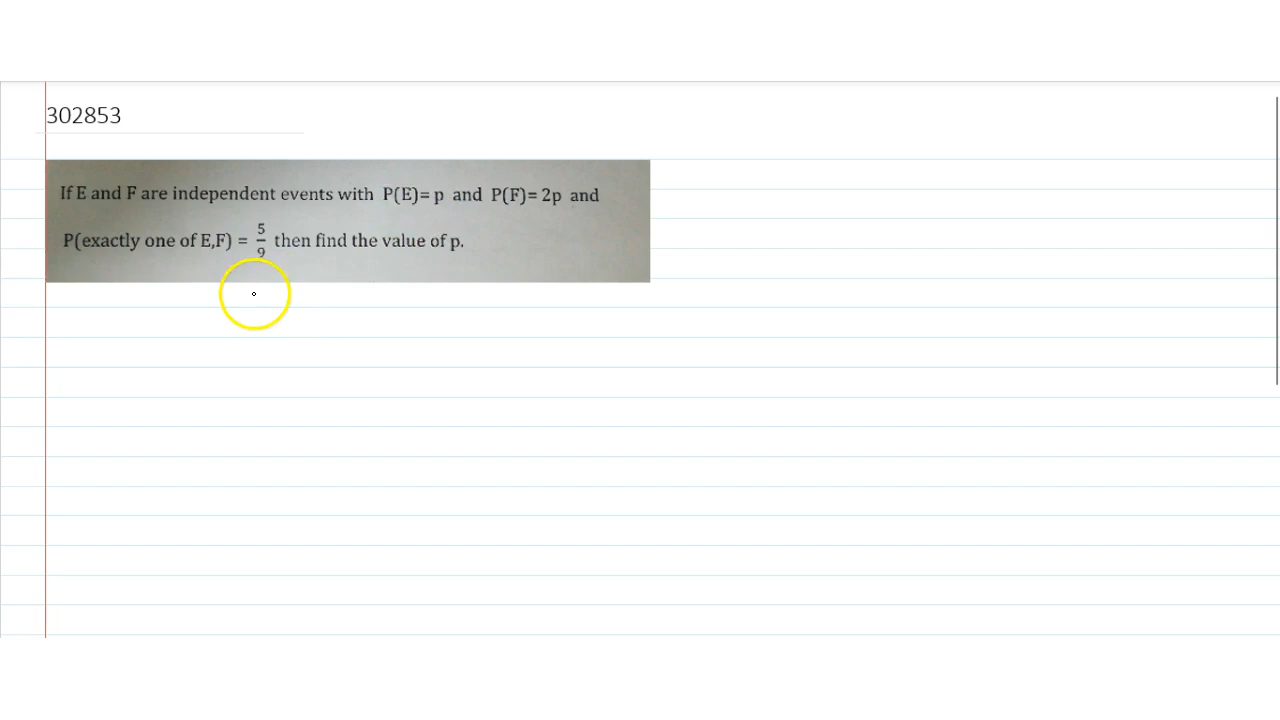 302853
If E and F are independent events with P(E)= p and P(F)= 2p and
P(exactly one of E,F) = 5/9 then find the value of p.